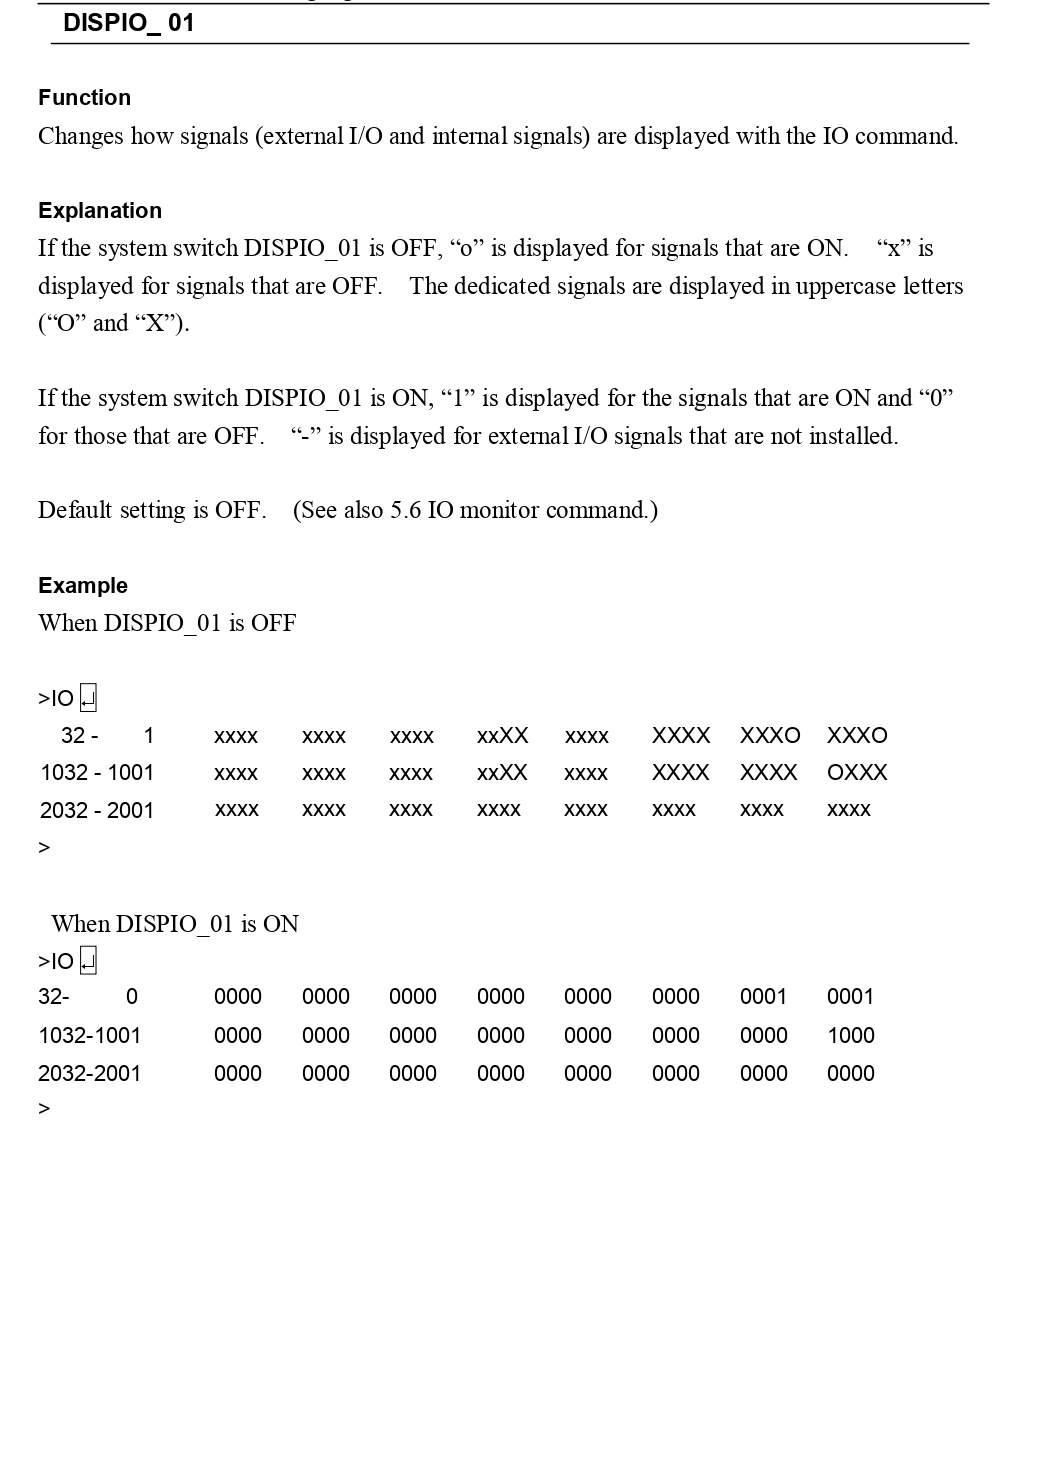 DISPIO_ 01
Function
Changes how signals (external I/O and internal signals) are displayed with the IO command.
Explanation
If the system switch DISPIO_01 is OFF, “o” is displayed for signals that are ON. “x” is
displayed for signals that are OFF. The dedicated signals are displayed in uppercase letters
(“O” and “X”).
If the system switch DISPIO_01 is ON, “1” is displayed for the signals that are ON and “0”
for those that are OFF. “-” is displayed for external I/O signals that are not installed.
Default setting is OFF. (See also 5.6 IO monitor command.)
Example
When DISPIO_01 is OFF
>IO ↵
32 - 1 xxxx xxxx xxxx xxXX xxxx XXXX XXXO XXXO
1032 - 1001 xxxx xxxx xxxx xxXX xxxx XXXX XXXX OXXX
2032 - 2001 xxxx xxxx xxxx xxxx xxxx xxxx xxxx xxxx
>
When DISPIO_01 is ON
>IO ↵
32- 0 0000 0000 0000 0000 0000 0000 0001 0001
1032-1001 0000 0000 0000 0000 0000 0000 0000 1000
2032-2001 0000 0000 0000 0000 0000 0000 0000 0000
>